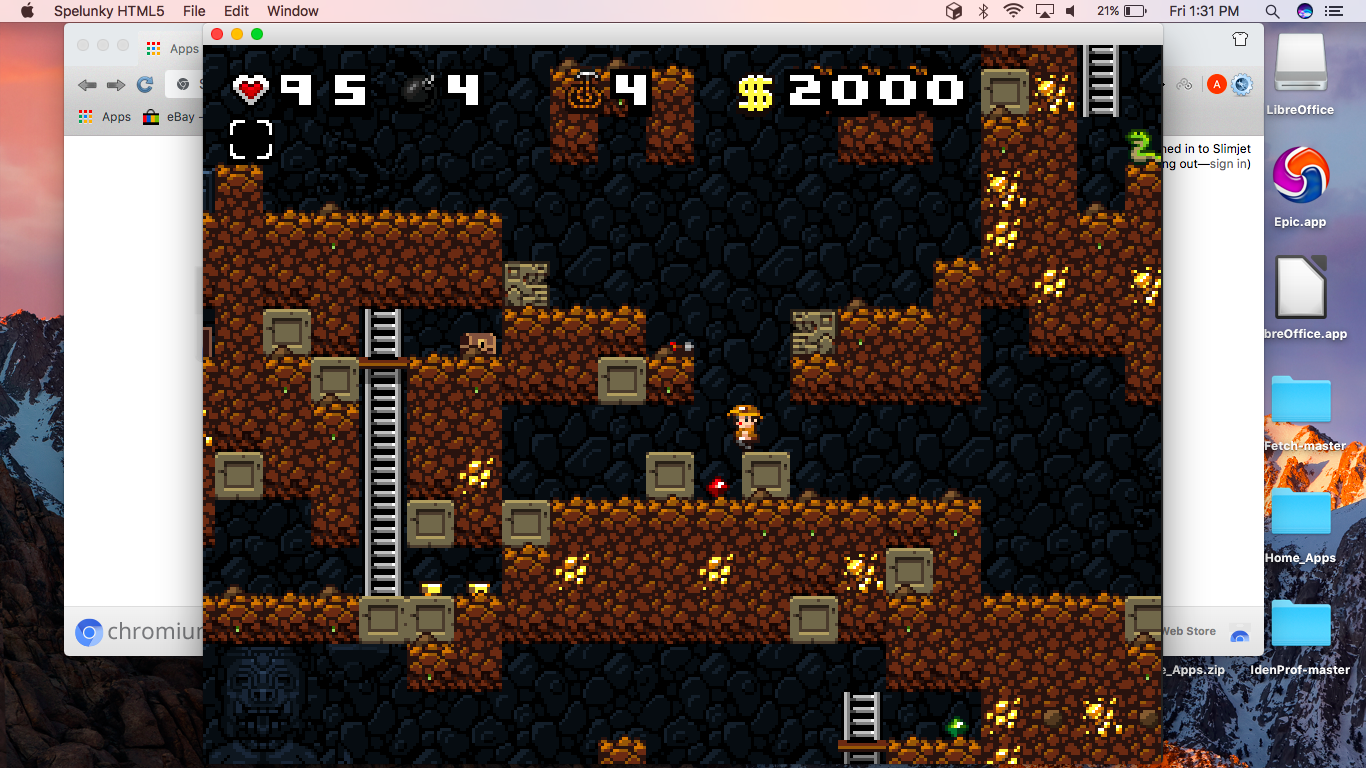 Spelunky HTML5 File Edit Window 21% Fri 1:31 PM
Apps
95 4 4 $2000
A
Apps eBay
ned in to Slimjet
ng out—sign in)
LibreOffice
Epic.app
breOffice.app
Fetch-master
Home_Apps
chromium
Web Store
e_Apps.zip IdenProf-master